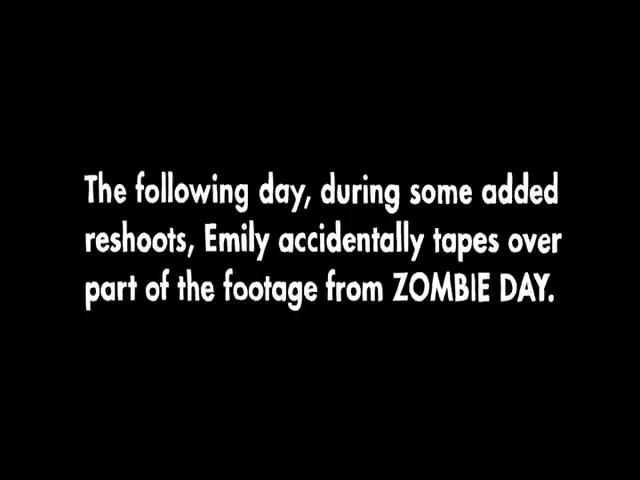 The following day, during some added
reshoots, Emily accidentally tapes over
part of the footage from ZOMBIE DAY.